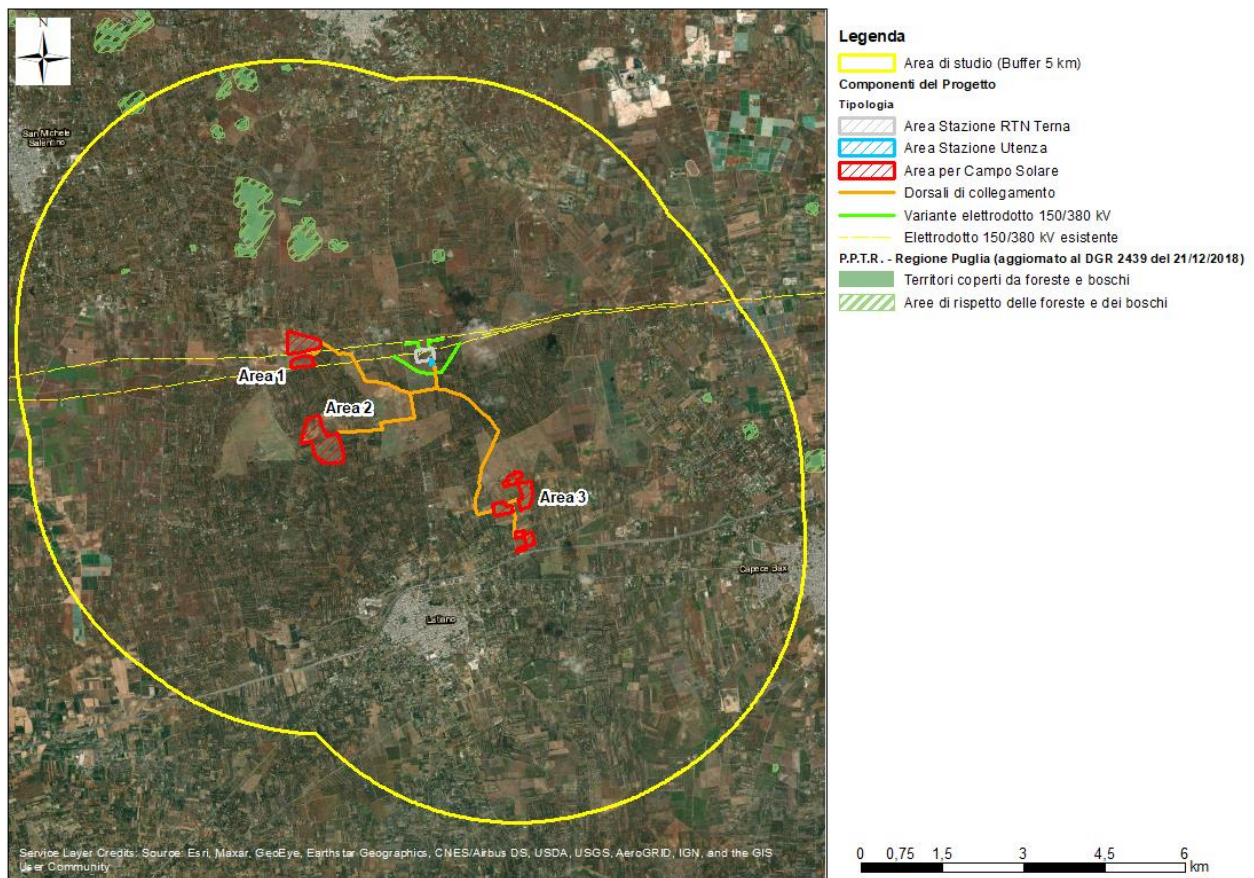 N
San Michele
Salentino
Area 1
Area 2
Area 3
Capece Bax
Latiano
Service Layer Credits: Source: Esri, Maxar, GeoEye, Earthstar Geographics, CNES/Airbus DS, USDA, USGS, AeroGRID, IGN, and the GIS
User Community
Legenda
Area di studio (Buffer 5 km)
Componenti del Progetto
Tipologia
Area Stazione RTN Terna
Area Stazione Utenza
Area per Campo Solare
Dorsali di collegamento
Variante elettrodotto 150/380 kV
Elettrodotto 150/380 kV esistente
P.P.T.R. - Regione Puglia (aggiornato al DGR 2439 del 21/12/2018)
Territori coperti da foreste e boschi
Aree di rispetto delle foreste e dei boschi
0 0,75 1,5 3 4,5 6
km